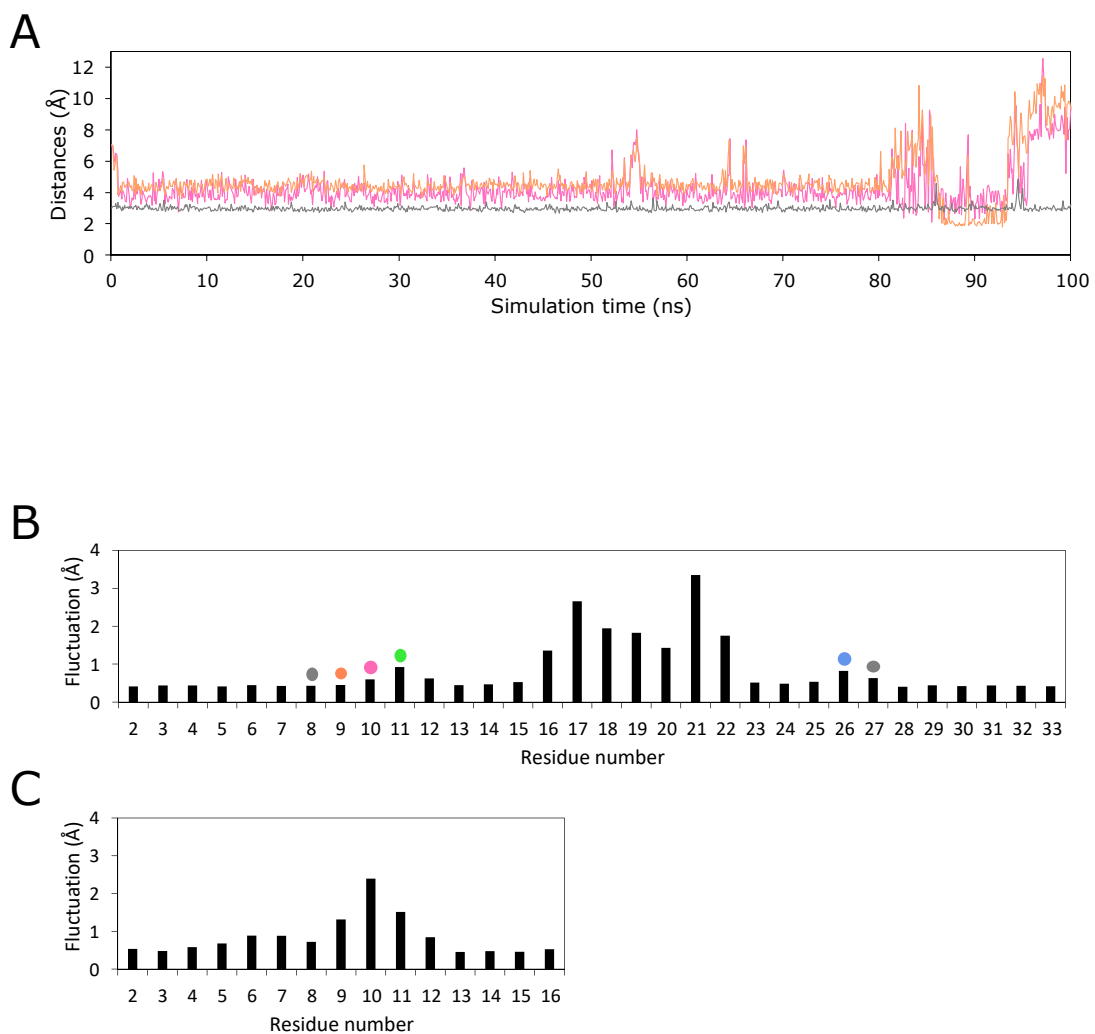 A
Distances (Å)
12
10
8
6
4
2
0
0 10 20 30 40 50 60 70 80 90 100
Simulation time (ns)
B
Fluctuation (Å)
4
3
2
1
0
2 3 4 5 6 7 8 9 10 11 12 13 14 15 16 17 18 19 20 21 22 23 24 25 26 27 28 29 30 31 32 33
Residue number
C
Fluctuation (Å)
4
3
2
1
0
2 3 4 5 6 7 8 9 10 11 12 13 14 15 16
Residue number